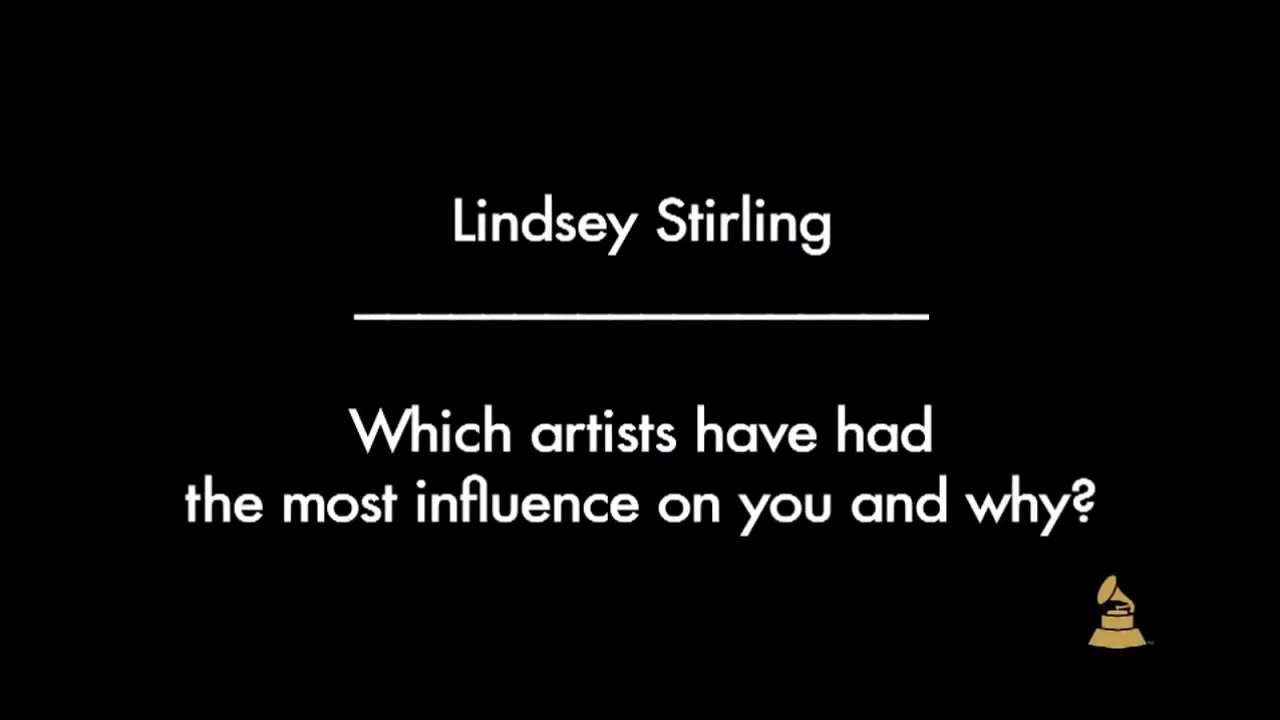 Lindsey Stirling
Which artists have had
the most influence on you and why?